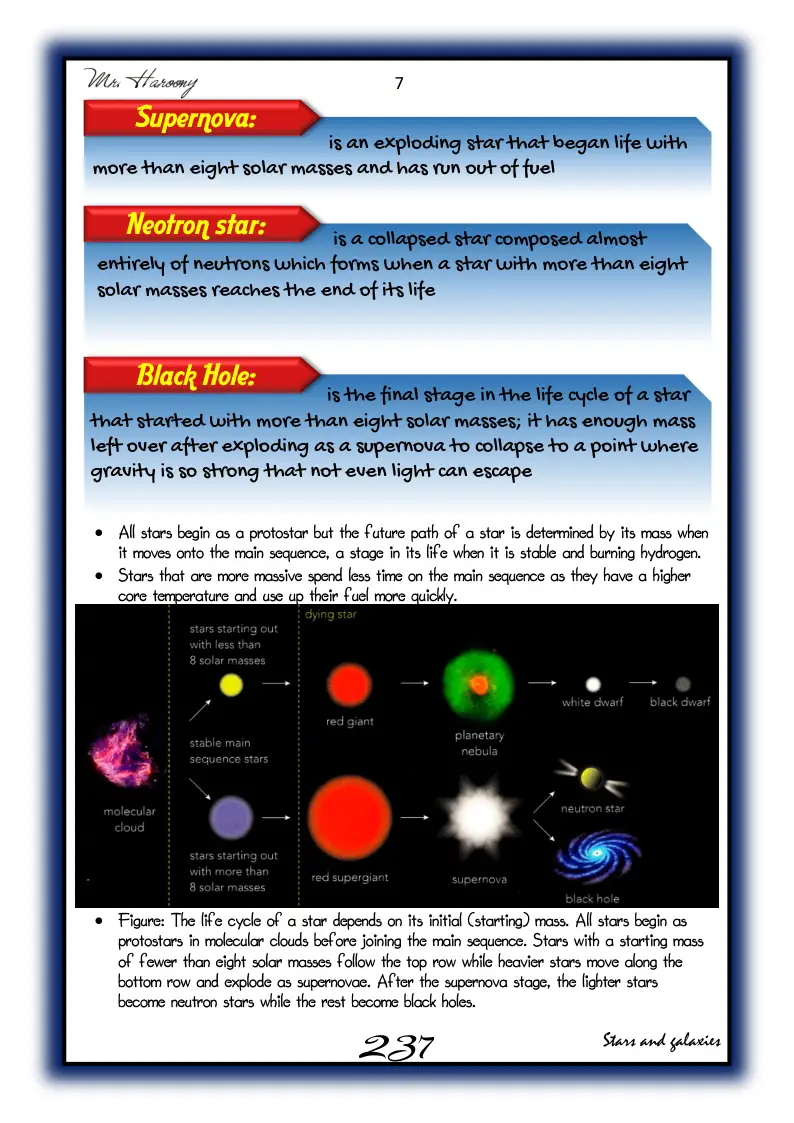 Mr. Haroony
7
Supernova:
is an exploding star that began life with
more than eight solar masses and has run out of fuel
Neotron star:
is a collapsed star composed almost
entirely of neutrons which forms when a star with more than eight
solar masses reaches the end of its life
Black Hole:
is the final stage in the life cycle of a star
that started with more than eight solar masses; it has enough mass
left over after exploding as a supernova to collapse to a point where
gravity is so strong that not even light can escape
• All stars begin as a protostar but the future path of a star is determined by its mass when
it moves onto the main sequence, a stage in its life when it is stable and burning hydrogen.
• Stars that are more massive spend less time on the main sequence as they have a higher
core temperature and use up their fuel more quickly.
dying star
stars starting out
with less than
8 solar masses
red giant
planetary
nebula
white dwarf
black dwarf
stable main
sequence stars
molecular
cloud
stars starting out
with more than
8 solar masses
red supergiant
supernova
neutron star
black hole
• Figure: The life cycle of a star depends on its initial (starting) mass. All stars begin as
protostars in molecular clouds before joining the main sequence. Stars with a starting mass
of fewer than eight solar masses follow the top row while heavier stars move along the
bottom row and explode as supernovae. After the supernova stage, the lighter stars
become neutron stars while the rest become black holes.
237
Stars and galaxies